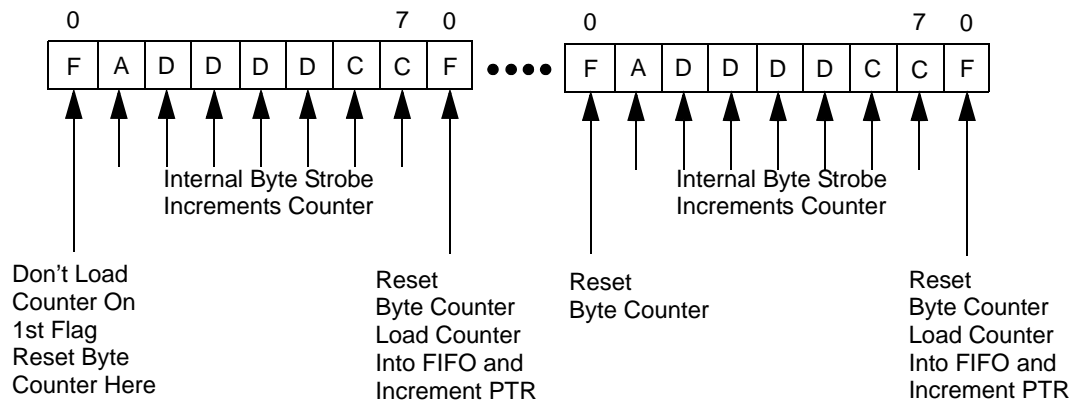 0 7 0 0 7 0
F A D D D D C C F F A D D D D C C F
Internal Byte Strobe
Increments Counter
Internal Byte Strobe
Increments Counter
Don't Load
Counter On
1st Flag
Reset Byte
Counter Here
Reset
Byte Counter
Load Counter
Into FIFO and
Increment PTR
Reset
Byte Counter
Reset
Byte Counter
Load Counter
Into FIFO and
Increment PTR